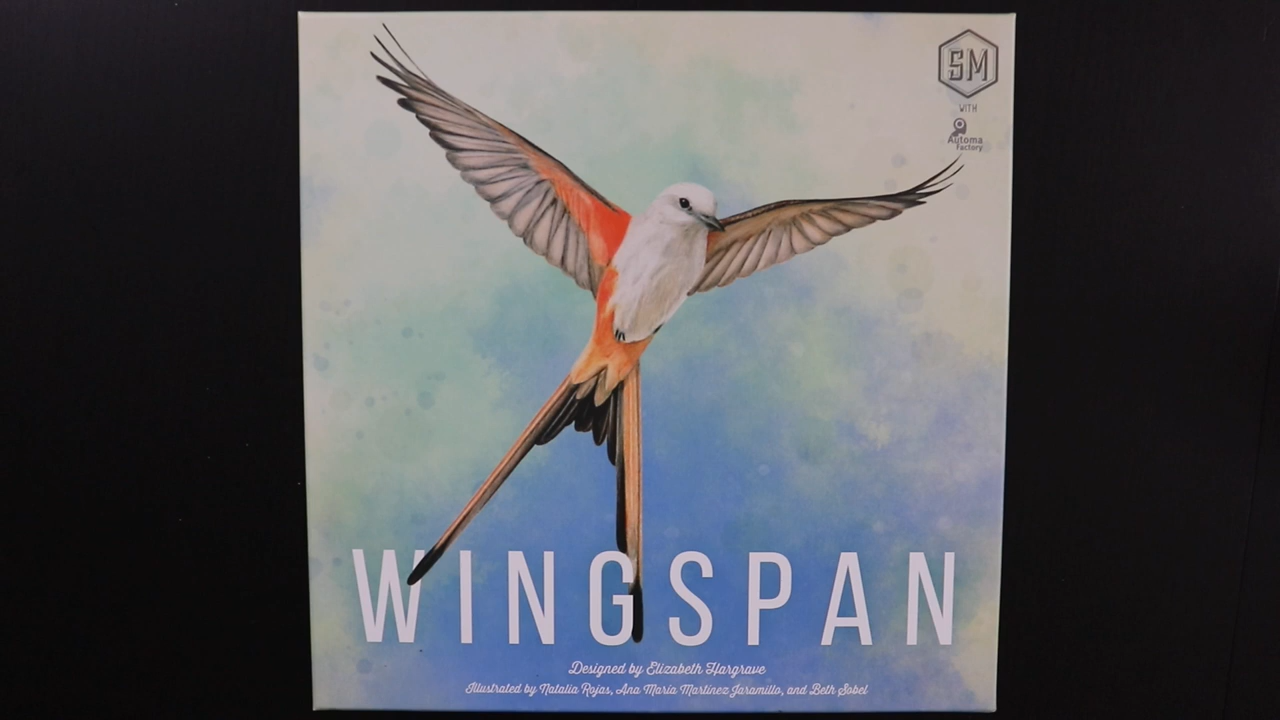 SM
WITH
Automa
Factory
WINGSPAN
Designed by Elizabeth Hargrave
Illustrated by Natalia Rojas, Ana Maria Martinez Jaramillo, and Beth Sobel